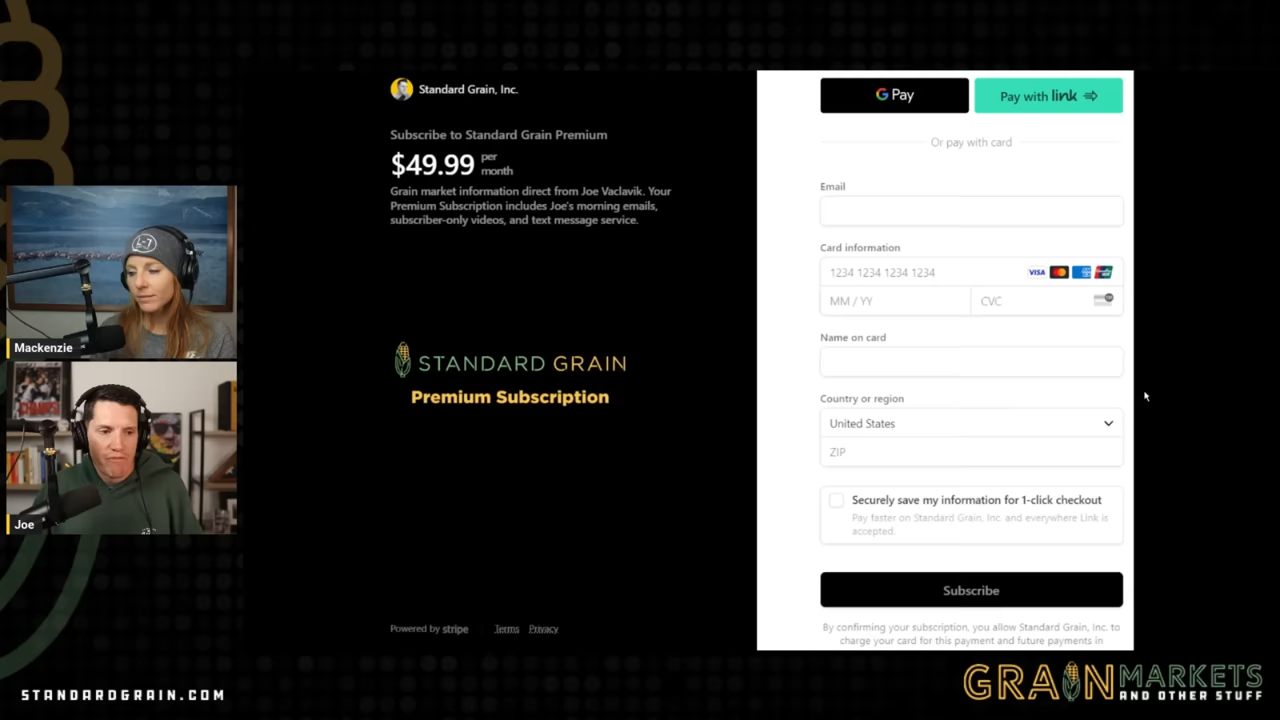 Standard Grain, Inc.
Subscribe to Standard Grain Premium
$49.99 per month
Grain market information direct from Joe Vaclavik. Your
Premium Subscription includes Joe's morning emails,
subscriber-only videos, and text message service.
STANDARD GRAIN
Premium Subscription
Powered by stripe
Terms Privacy
G Pay
Pay with link
Or pay with card
Email
Card information
1234 1234 1234 1234
VISA
MM / YY
CVC
Name on card
Country or region
United States
ZIP
Securely save my information for 1-click checkout
Pay faster on Standard Grain, Inc. and everywhere Link is
accepted.
Subscribe
By confirming your subscription, you allow Standard Grain, Inc. to
charge your card for this payment and future payments in
Mackenzie
Joe
STANDARDGRAIN.COM
GRAIN MARKETS
AND OTHER STUFF